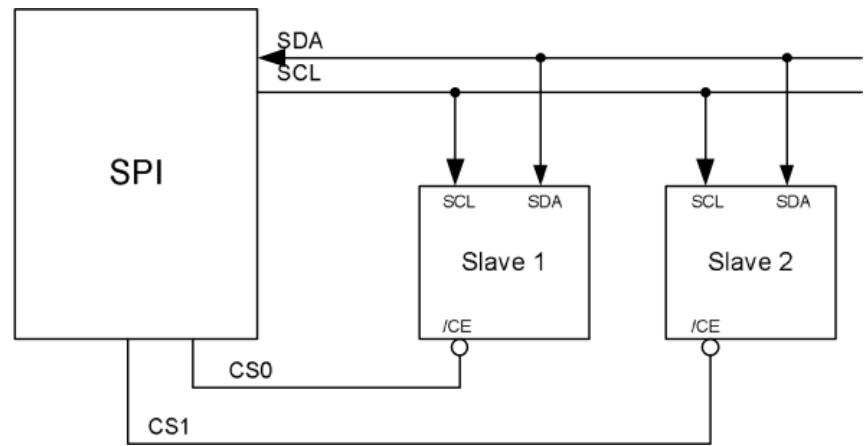 SDA
SCL
SPI
SCL SDA
Slave 1
/CE
SCL SDA
Slave 2
/CE
CS0
CS1